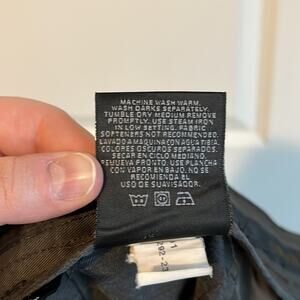 MACHINE WASH WARM.
WASH DARKS SEPARATELY.
TUMBLE DRY MEDIUM REMOVE
PROMPTLY. USE STEAM IRON
IN LOW SETTING. FABRIC
SOFTENERS NOT RECOMMENDED.
LAVADO A MAQUINA CON AGUA TIBIA.
COLORES OSCUROS SEPARADOS.
SECAR EN CICLO MEDIANO.
REMUEVA PRONTO. PLANCHE
CON VAPOR EN BAJO. NO SE
RECOMIENDA EL
USO DE SUAVISADOR.